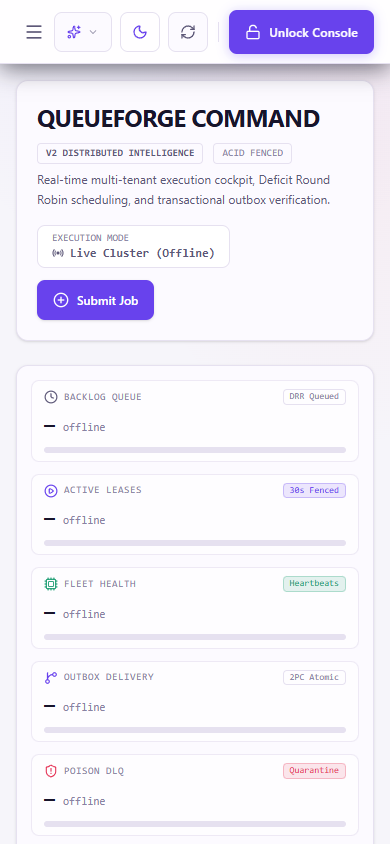 Unlock Console
QUEUEFORGE COMMAND
V2 DISTRIBUTED INTELLIGENCE
ACID FENCED
Real-time multi-tenant execution cockpit, Deficit Round
Robin scheduling, and transactional outbox verification.
EXECUTION MODE
Live Cluster (Offline)
Submit Job
BACKLOG QUEUE
DRR Queued
— offline
ACTIVE LEASES
30s Fenced
— offline
FLEET HEALTH
Heartbeats
— offline
OUTBOX DELIVERY
2PC Atomic
— offline
POISON DLQ
Quarantine
— offline